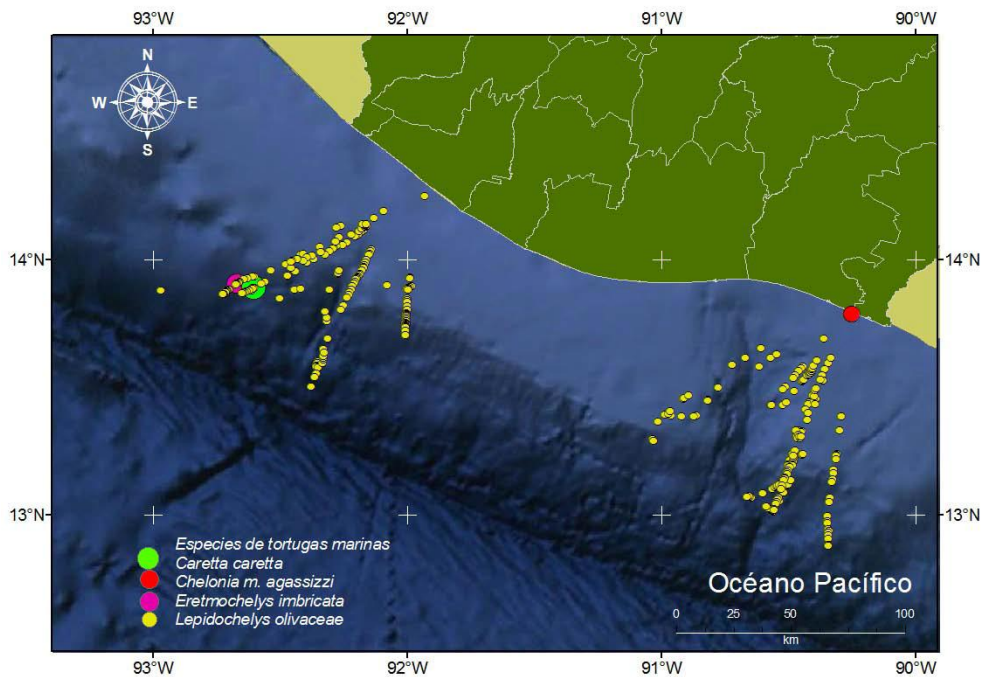 93°W 92°W 91°W 90°W
N
W E
S
14°N 14°N
13°N 13°N
Especies de tortugas marinas
Caretta caretta
Chelonia m. agassizzi
Eretmochelys imbricata
Lepidochelys olivaceae
Océano Pacífico
0 25 50 100
km
93°W 92°W 91°W 90°W